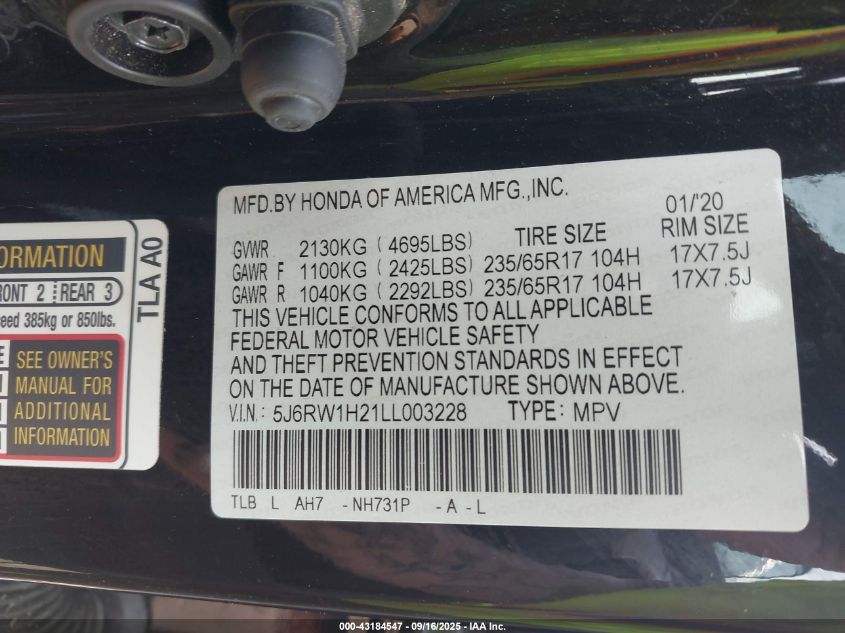 MFD.BY HONDA OF AMERICA MFG.,INC. 01/'20
TIRE SIZE RIM SIZE
GVWR 2130KG (4695LBS)
GAWR F 1100KG (2425LBS) 235/65R17 104H 17X7.5J
GAWR R 1040KG (2292LBS) 235/65R17 104H 17X7.5J
THIS VEHICLE CONFORMS TO ALL APPLICABLE
FEDERAL MOTOR VEHICLE SAFETY
AND THEFT PREVENTION STANDARDS IN EFFECT
ON THE DATE OF MANUFACTURE SHOWN ABOVE.
V.I.N: 5J6RW1H21LL003228 TYPE: MPV
TLB L AH7 -NH731P -A-L
ORMATION
RONT 2 REAR 3
ceed 385kg or 850lbs.
SEE OWNER'S
MANUAL FOR
ADDITIONAL
INFORMATION
TLA A0
000-43184547 - 09/16/2025 - IAA Inc.